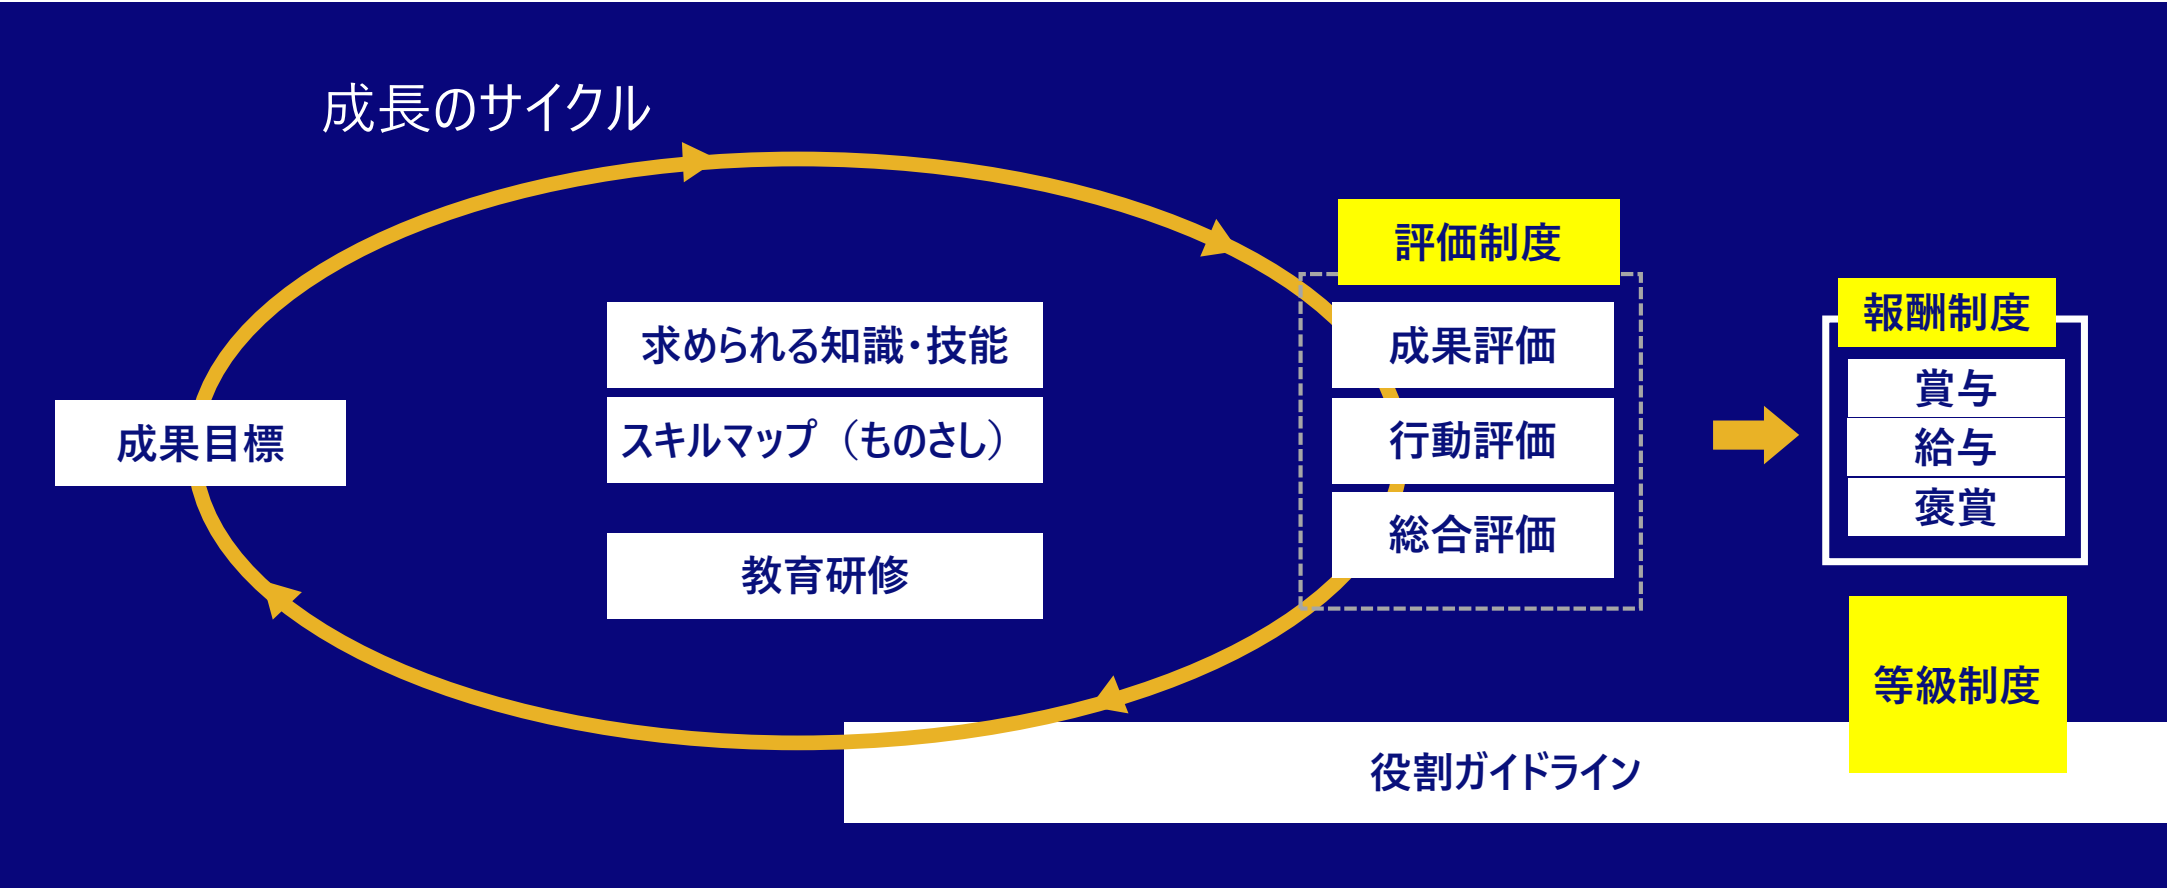 成長のサイクル
評価制度
報酬制度
求められる知識・技能
成果評価
賞与
成果目標
スキルマップ（ものさし）
行動評価
給与
褒賞
総合評価
教育研修
等級制度
役割ガイドライン